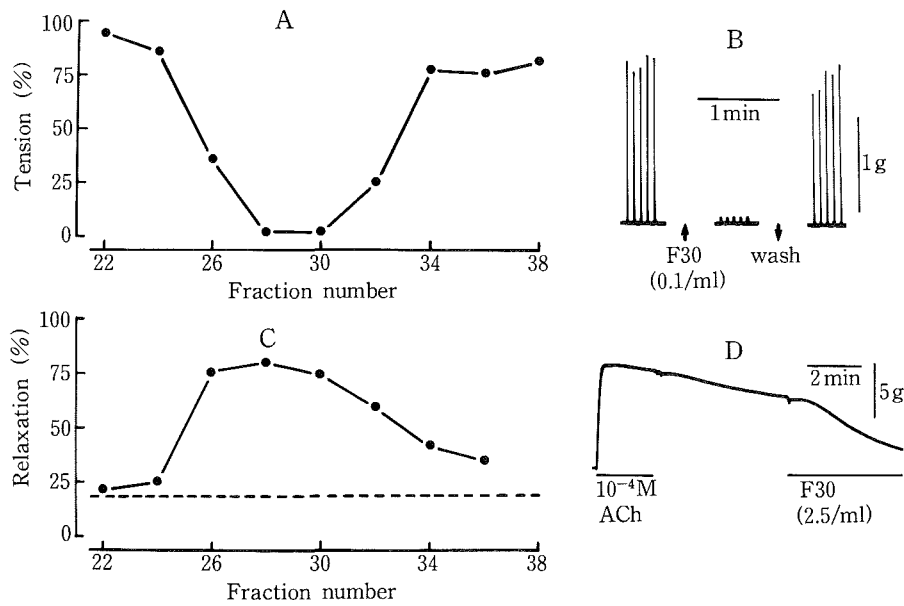 A
100
75
50
25
0
Tension (%)
22 26 30 34 38
Fraction number
B
1 min
1g
F30
(0.1/ml)
wash
C
100
75
50
25
0
Relaxation (%)
22 26 30 34 38
Fraction number
D
2 min
5g
10⁻⁴M
ACh
F30
(2.5/ml)